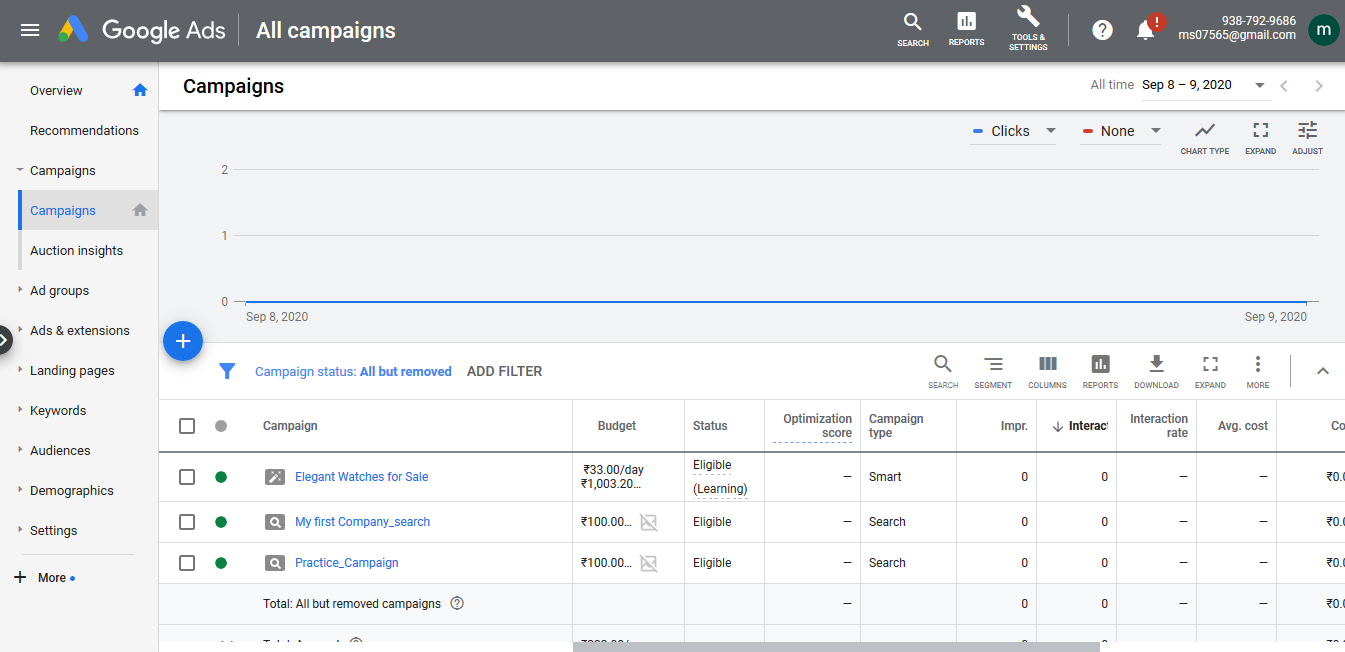 Google Ads
All campaigns
SEARCH
REPORTS
TOOLS &
SETTINGS
?
!
938-792-9686
ms07565@gmail.com
m
Overview
Recommendations
Campaigns
Campaigns
Auction insights
Ad groups
Ads & extensions
Landing pages
Keywords
Audiences
Demographics
Settings
+ More
Campaigns
All time Sep 8 – 9, 2020
Clicks
None
CHART TYPE
EXPAND
ADJUST
2
1
0
Sep 8, 2020
Sep 9, 2020
+
Campaign status: All but removed
ADD FILTER
SEARCH
SEGMENT
COLUMNS
REPORTS
DOWNLOAD
EXPAND
MORE
Campaign
Budget
Status
Optimization
score
Campaign
type
Impr.
Interact
Interaction
rate
Avg. cost
Co
Elegant Watches for Sale
₹33.00/day
₹1,003.20...
Eligible
(Learning)
—
Smart
0
0
—
—
₹0.0
My first Company_search
₹100.00...
Eligible
—
Search
0
0
—
—
₹0.0
Practice_Campaign
₹100.00...
Eligible
—
Search
0
0
—
—
₹0.0
Total: All but removed campaigns ?
—
0
0
—
—
₹0.0